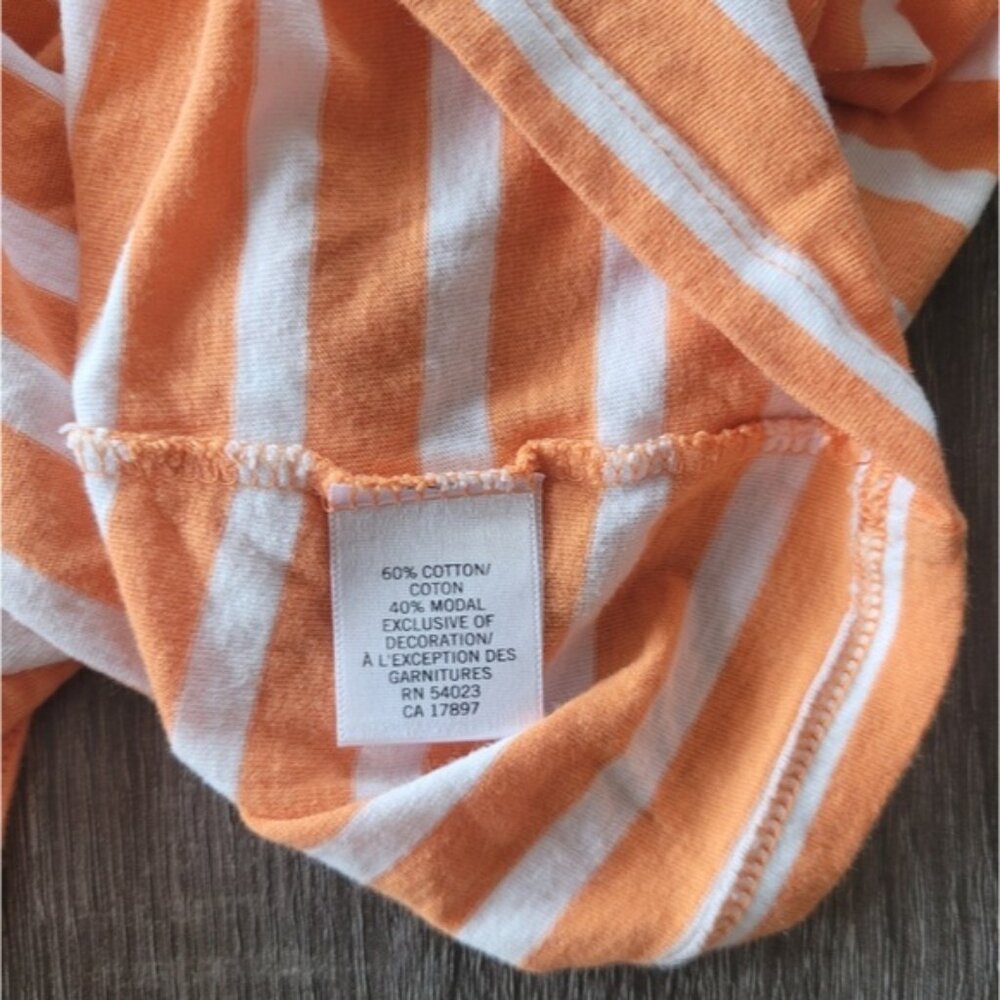 60% COTTON/
COTON
40% MODAL
EXCLUSIVE OF
DECORATION/
À L'EXCEPTION DES
GARNITURES
RN 54023
CA 17897